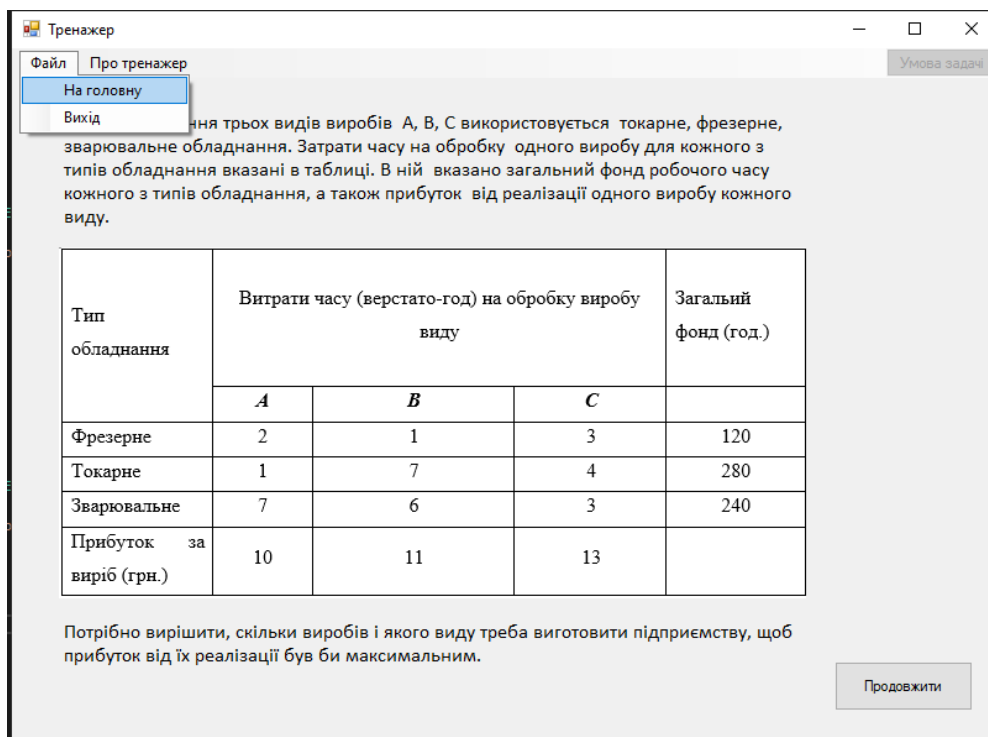 Тренажер
Файл Про тренажер
Умова задачі
На головну
Вихід
трьох видів виробів А, В, С використовується токарне, фрезерне,
зварювальне обладнання. Затрати часу на обробку одного виробу для кожного з
типів обладнання вказані в таблиці. В ній вказано загальний фонд робочого часу
кожного з типів обладнання, а також прибуток від реалізації одного виробу кожного
виду.
Тип
обладнання
Витрати часу (верстато-год) на обробку виробу
виду
Загальий
фонд (год.)
A B C
Фрезерне 2 1 3 120
Токарне 1 7 4 280
Зварювальне 7 6 3 240
Прибуток за
виріб (грн.)
10 11 13
Потрібно вирішити, скільки виробів і якого виду треба виготовити підприємству, щоб
прибуток від їх реалізації був би максимальним.
Продовжити